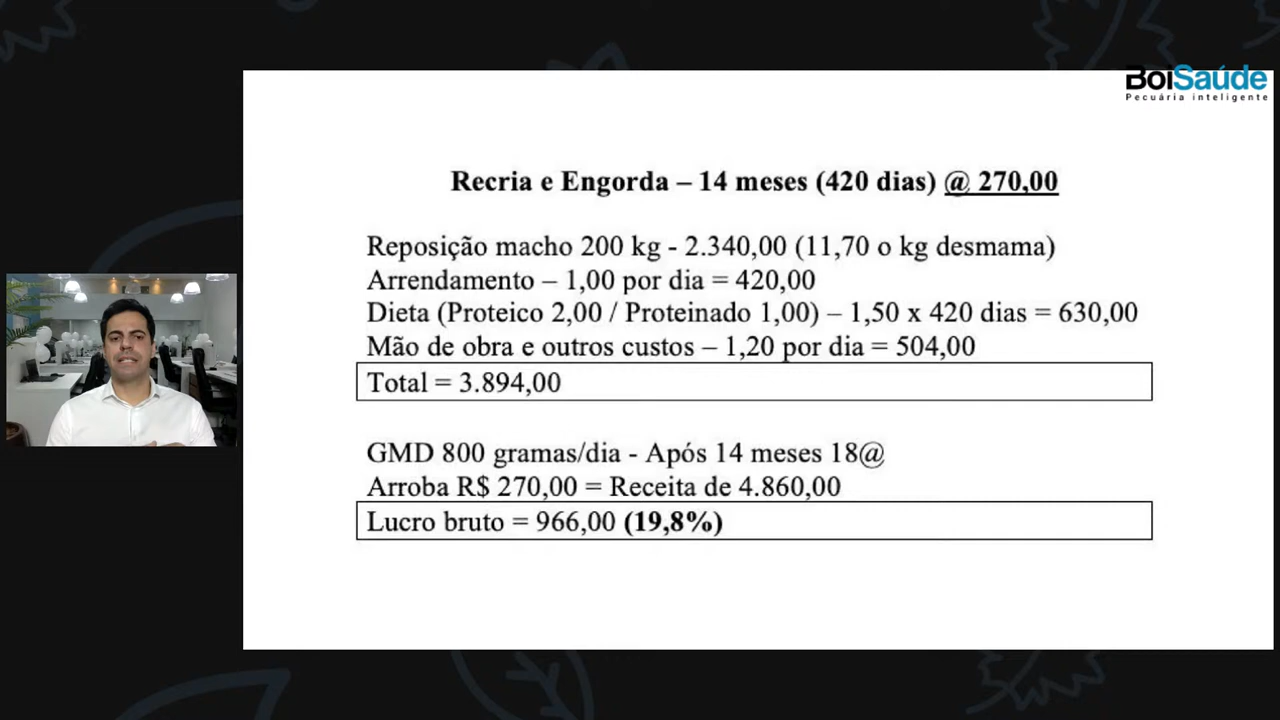 BoiSaúde
Pecuária inteligente
Recria e Engorda – 14 meses (420 dias) @ 270,00
Reposição macho 200 kg - 2.340,00 (11,70 o kg desmama)
Arrendamento – 1,00 por dia = 420,00
Dieta (Proteico 2,00 / Proteinado 1,00) – 1,50 x 420 dias = 630,00
Mão de obra e outros custos – 1,20 por dia = 504,00
Total = 3.894,00
GMD 800 gramas/dia - Após 14 meses 18@
Arroba R$ 270,00 = Receita de 4.860,00
Lucro bruto = 966,00 (19,8%)